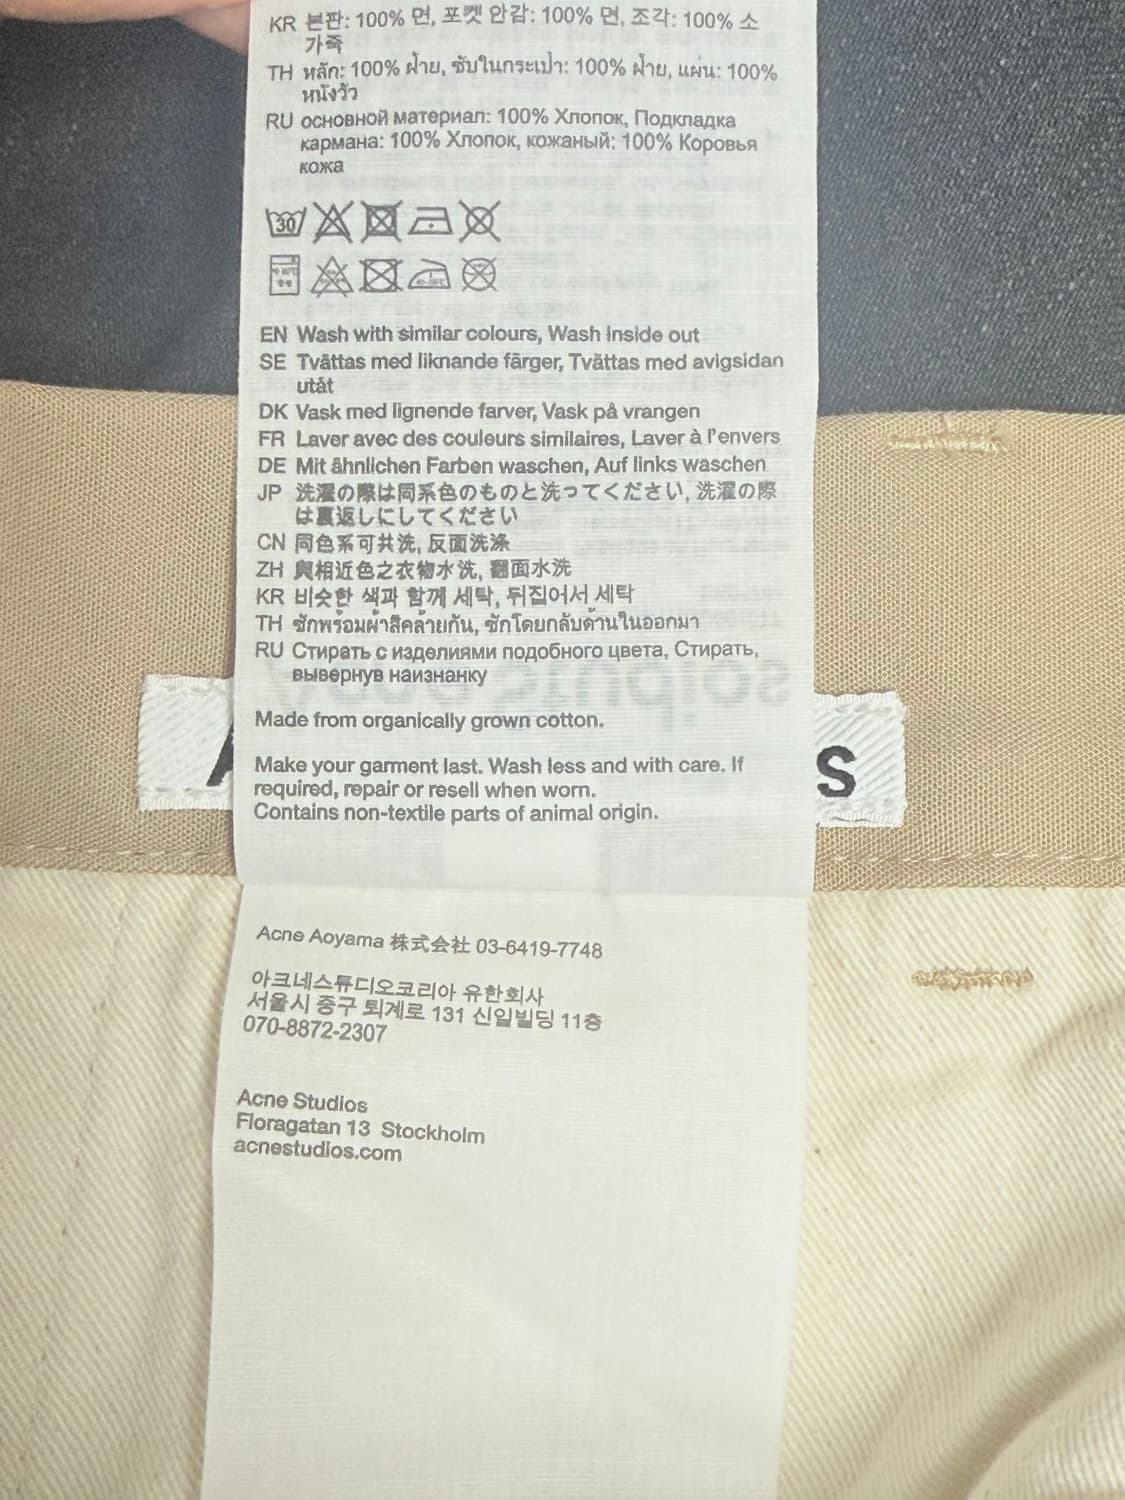 KR 본판: 100% 면, 포켓 안감: 100% 면, 조각: 100% 소
가죽
TH หลัก: 100% ฝ้าย, ซับในกระเป๋า: 100% ฝ้าย, แผ่น: 100%
หนังวัว
RU основной материал: 100% Хлопок, Подкладка
кармана: 100% Хлопок, кожаный: 100% Коровья
кожа
30
EN Wash with similar colours, Wash inside out
SE Tvättas med liknande färger, Tvättas med avigsidan
utåt
DK Vask med lignende farver, Vask på vrangen
FR Laver avec des couleurs similaires, Laver à l'envers
DE Mit ähnlichen Farben waschen, Auf links waschen
JP 洗濯の際は同系色のものと洗ってください, 洗濯の際
は裏返しにしてください
CN 同色系可共洗, 反面洗涤
ZH 與相近色之衣物水洗, 翻面水洗
KR 비슷한 색과 함께 세탁, 뒤집어서 세탁
TH ซักพร้อมผ้าสีคล้ายกัน, ซักโดยกลับด้านในออกมา
RU Стирать с изделиями подобного цвета, Стирать,
вывернув наизнанку
Made from organically grown cotton.
Make your garment last. Wash less and with care. If
required, repair or resell when worn.
Contains non-textile parts of animal origin.
Acne Aoyama 株式会社 03-6419-7748
아크네스튜디오코리아 유한회사
서울시 중구 퇴계로 131 신일빌딩 11층
070-8872-2307
Acne Studios
Floragatan 13 Stockholm
acnestudios.com